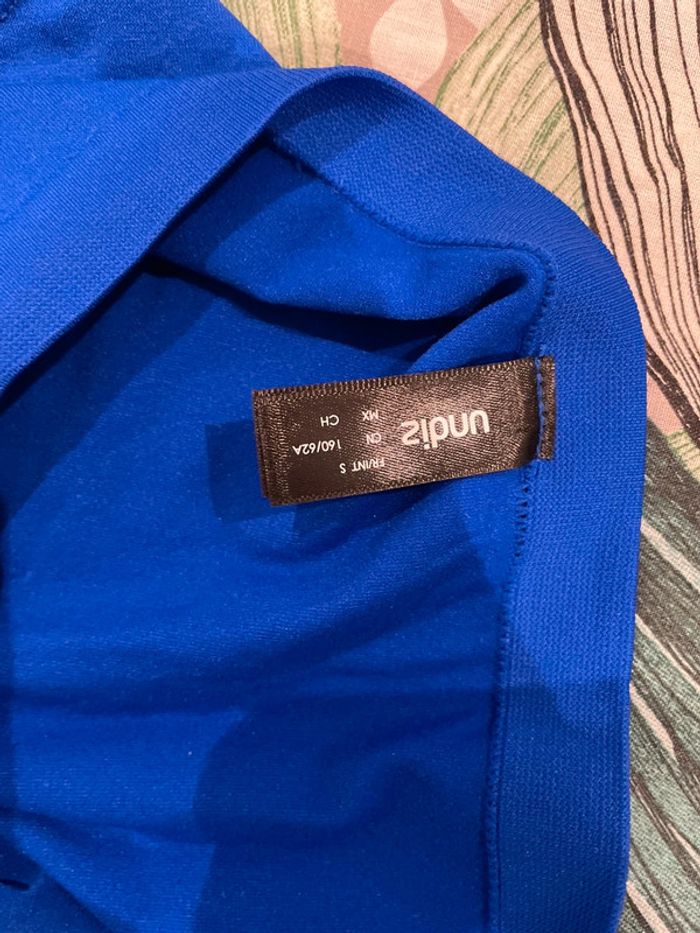 undiz
FR/INT S
CN 160/62A
MX CH